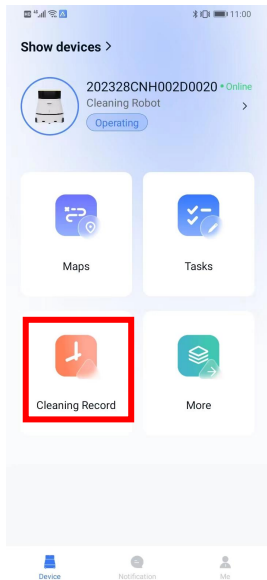 11:00
Show devices >
202328CNH002D0020 • Online
Cleaning Robot >
Operating
Maps
Tasks
Cleaning Record
More
Device
Notification
Me